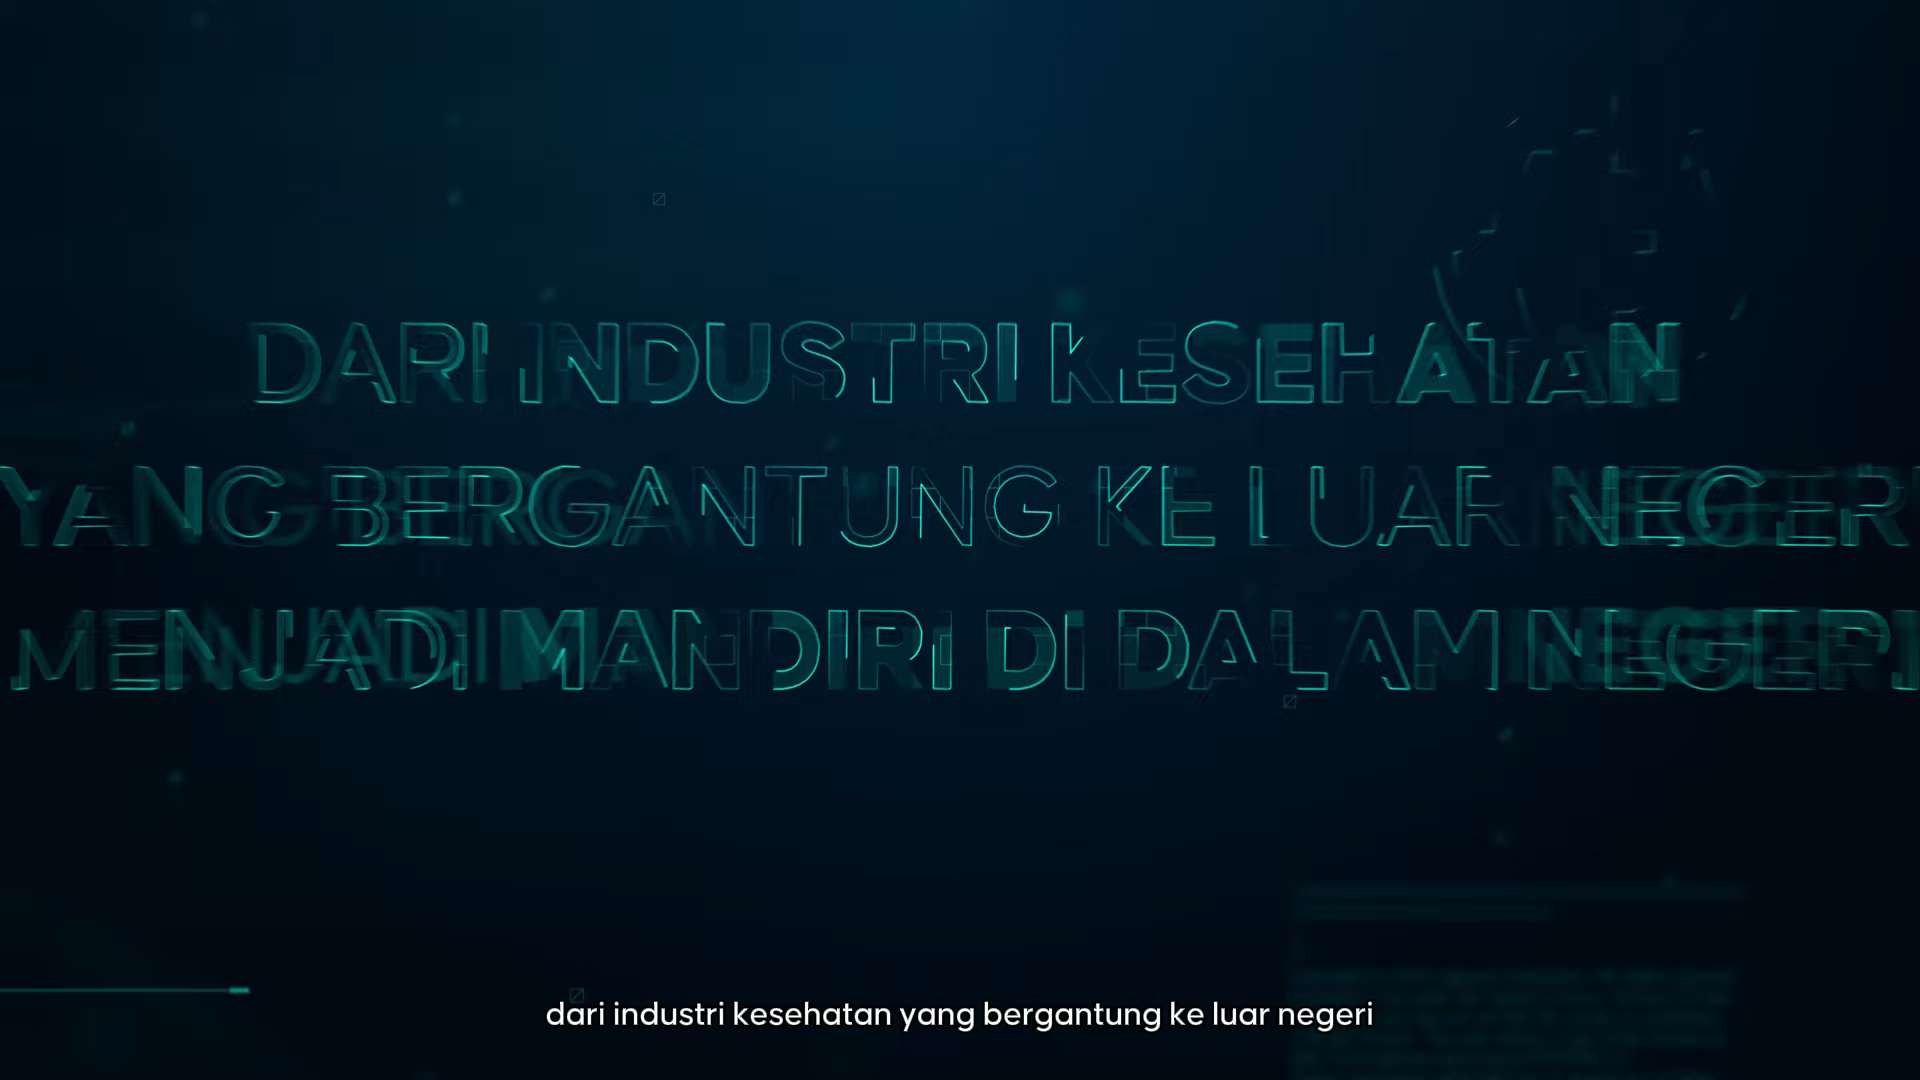 DARI INDUSTRI KESEHATAN
YANG BERGANTUNG KE LUAR NEGERI
MENJADI MANDIRI DI DALAM NEGERI
dari industri kesehatan yang bergantung ke luar negeri